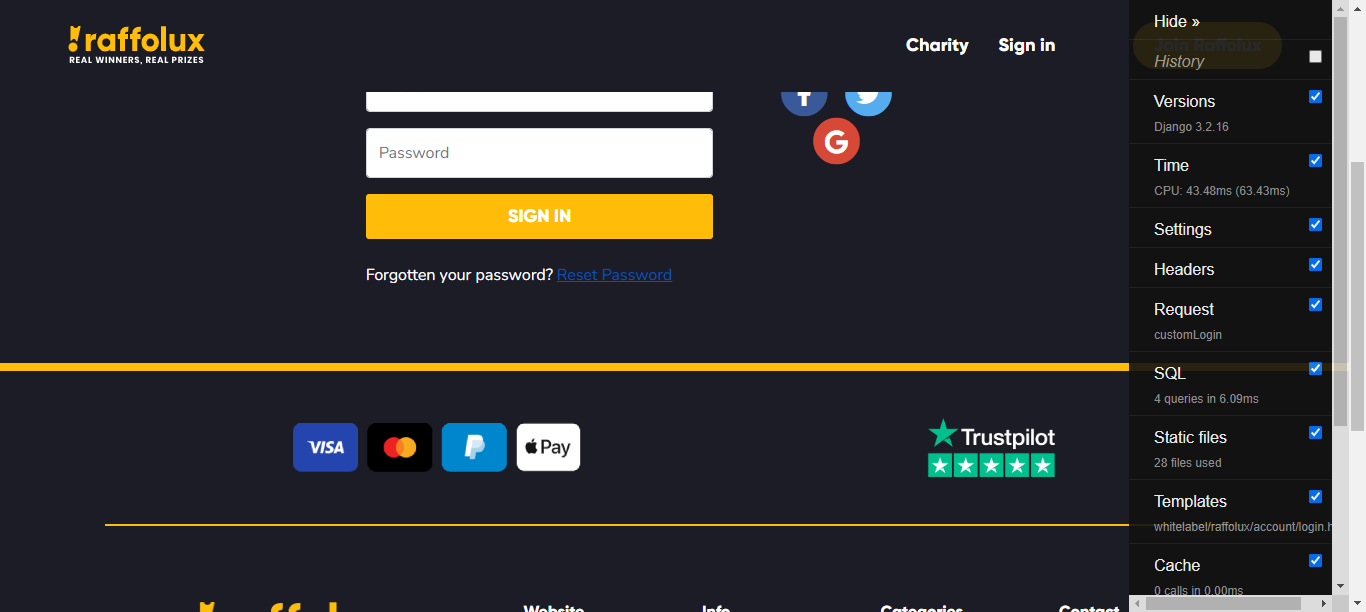 raffolux
REAL WINNERS, REAL PRIZES
Charity
Sign in
Join Raffolux
Password
SIGN IN
Forgotten your password? Reset Password
f
G
VISA
Pay
Trustpilot
Website
Info
Categories
Contact
Hide »
History
Versions
Django 3.2.16
Time
CPU: 43.48ms (63.43ms)
Settings
Headers
Request
customLogin
SQL
4 queries in 6.09ms
Static files
28 files used
Templates
whitelabel/raffolux/account/login.h
Cache
0 calls in 0.00ms